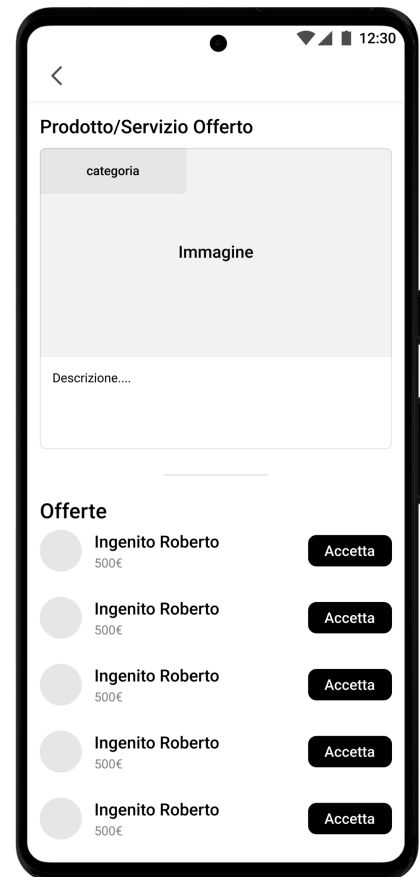 12:30
Prodotto/Servizio Offerto
categoria
Immagine
Descrizione....
Offerte
Ingenito Roberto
500€
Accetta
Ingenito Roberto
500€
Accetta
Ingenito Roberto
500€
Accetta
Ingenito Roberto
500€
Accetta
Ingenito Roberto
500€
Accetta